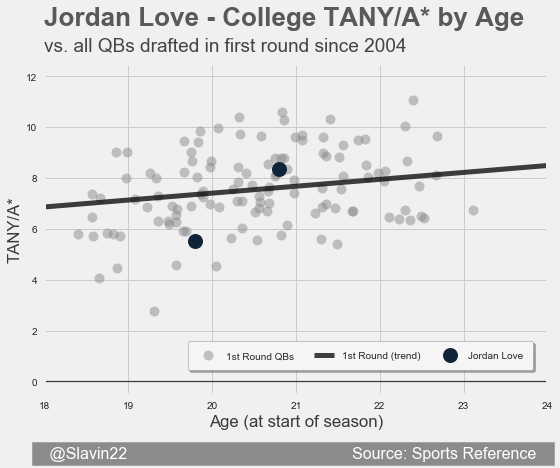 Jordan Love - College TANY/A* by Age
vs. all QBs drafted in first round since 2004
12
10
8
6
4
2
0
TANY/A*
1st Round QBs 1st Round (trend) Jordan Love
18 19 20 21 22 23 24
Age (at start of season)
@Slavin22 Source: Sports Reference